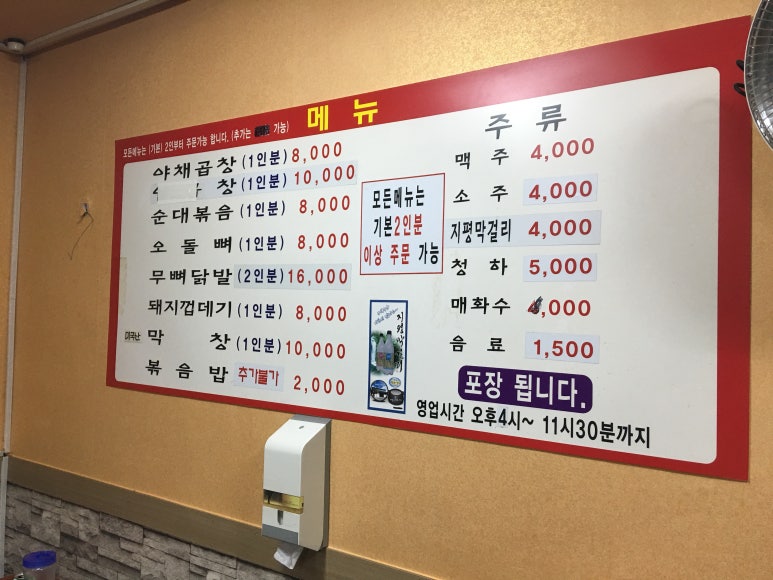 메뉴
모든메뉴는 (기본) 2인부터 주문가능 합니다. (추가는 가능)
야채곱창 (1인분) 8,000
창 (1인분) 10,000
순대볶음 (1인분) 8,000
오돌뼈 (1인분) 8,000
무뼈닭발 (2인분) 16,000
돼지껍데기 (1인분) 8,000
막창 (1인분) 10,000
볶음밥 추가불가 2,000
모든메뉴는
기본2인분
이상 주문 가능
주류
맥주 4,000
소주 4,000
지평막걸리 4,000
청하 5,000
매화수 ,000
음료 1,500
포장 됩니다.
영업시간 오후4시~ 11시30분까지